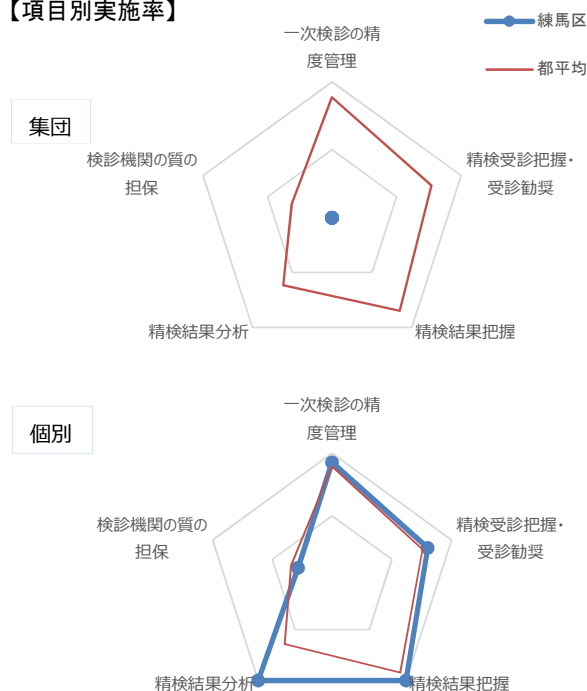 【項目別実施率】
練馬区
都平均
集団
一次検診の精
度管理
精検受診把握・
受診勧奨
精検結果把握
精検結果分析
検診機関の質の
担保
個別
一次検診の精
度管理
精検受診把握・
受診勧奨
精検結果把握
精検結果分析
検診機関の質の
担保